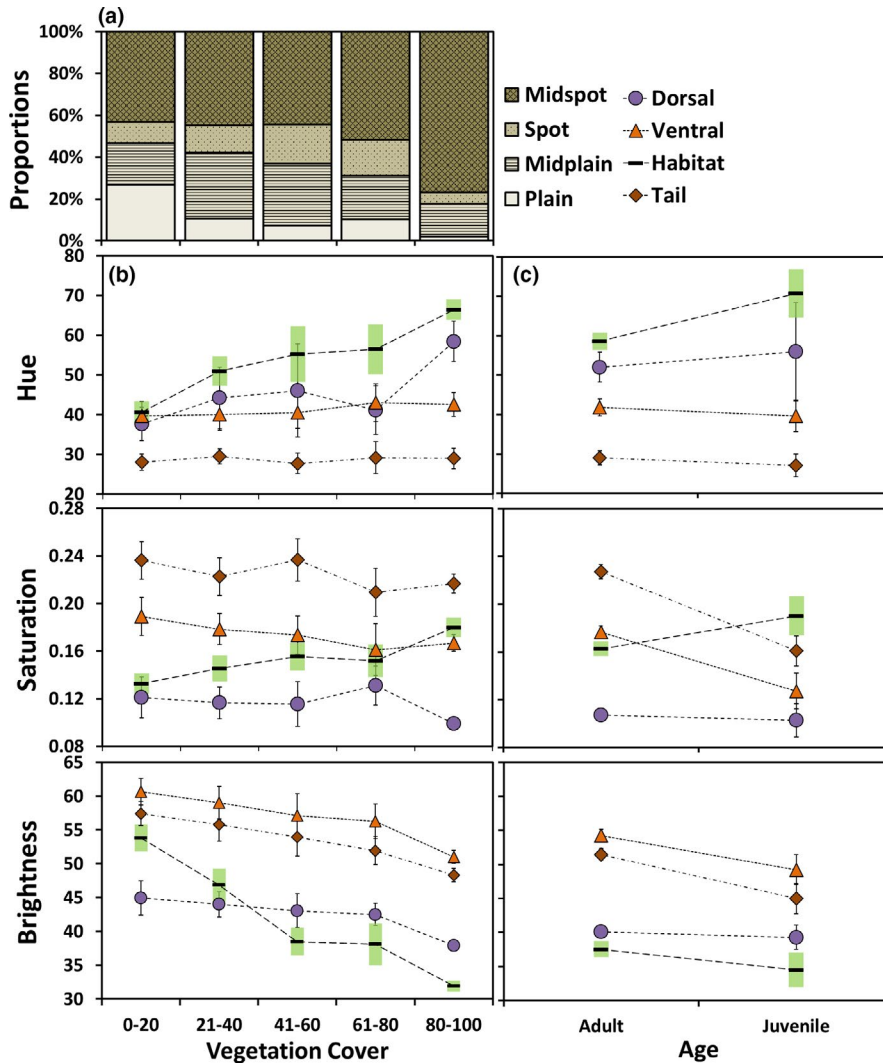 (a)
Proportions
100%
80%
60%
40%
20%
0%
Midspot
Spot
Midplain
Plain
Dorsal
Ventral
Habitat
Tail
(b)
(c)
Hue
80
70
60
50
40
30
20
Saturation
0.28
0.24
0.20
0.16
0.12
0.08
Brightness
65
60
55
50
45
40
35
30
0-20 21-40 41-60 61-80 80-100
Vegetation Cover
Adult Juvenile
Age